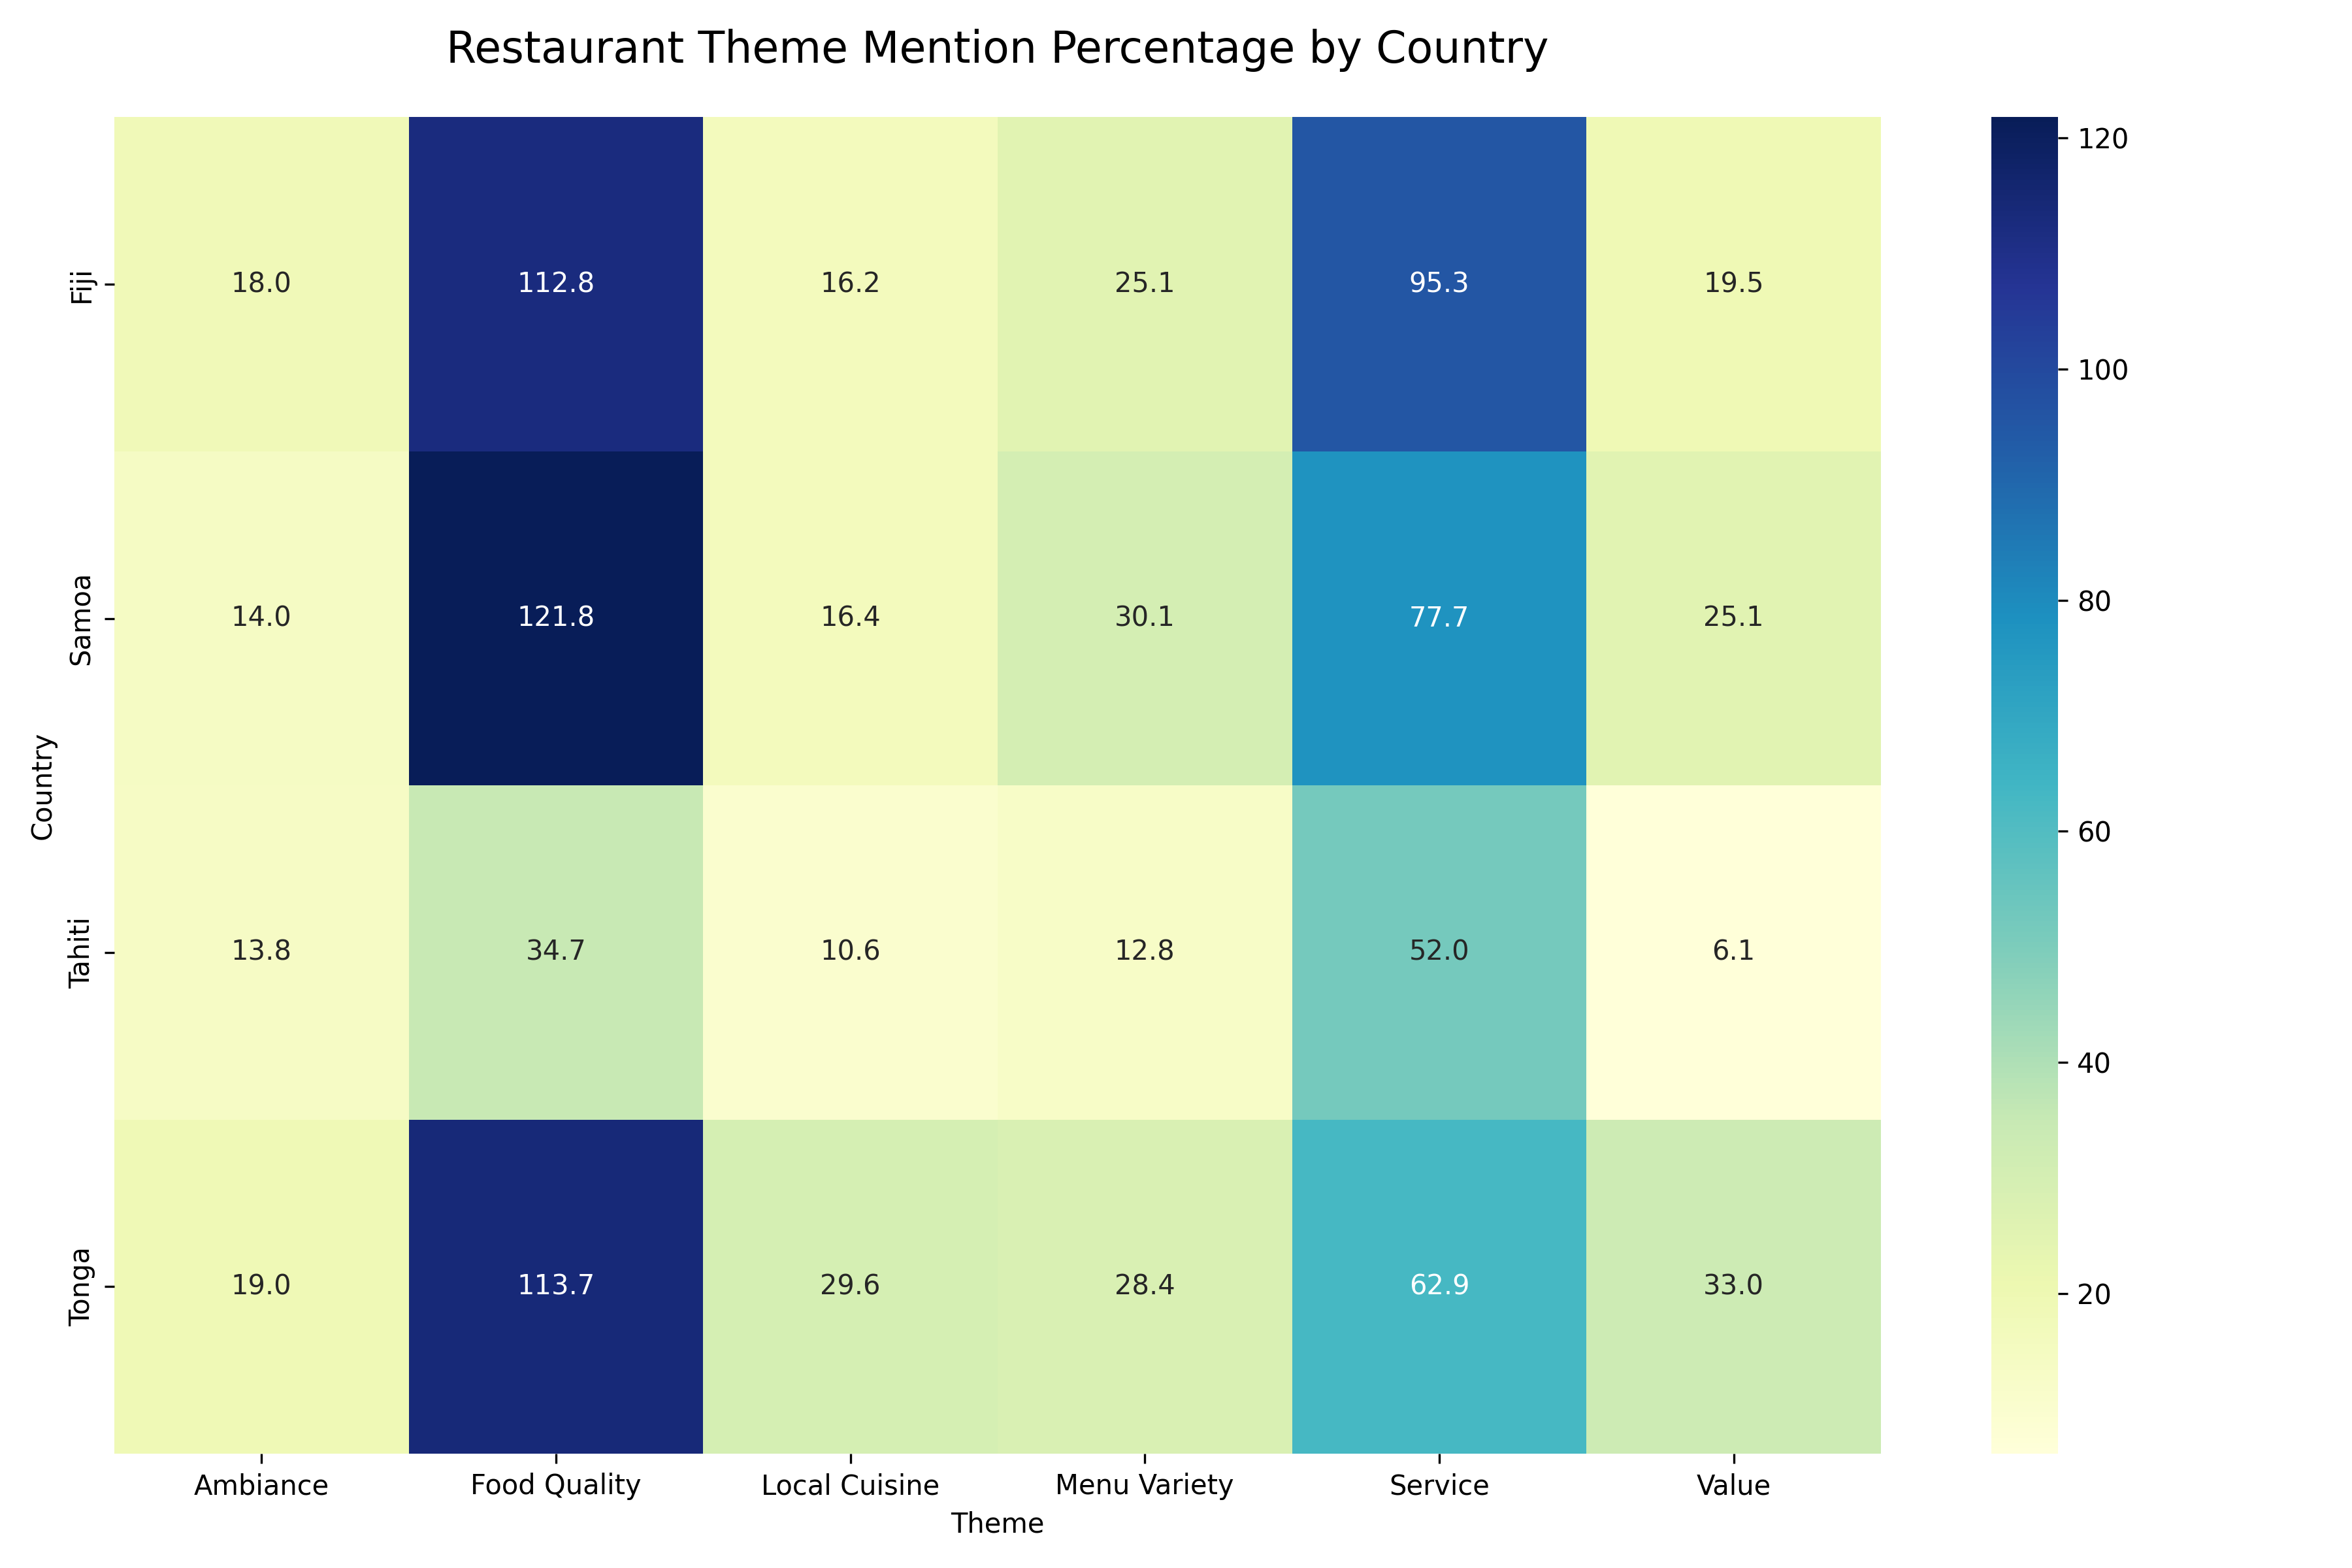 Restaurant Theme Mention Percentage by Country
Country
Fiji 18.0 112.8 16.2 25.1 95.3 19.5
Samoa 14.0 121.8 16.4 30.1 77.7 25.1
Tahiti 13.8 34.7 10.6 12.8 52.0 6.1
Tonga 19.0 113.7 29.6 28.4 62.9 33.0
Ambiance Food Quality Local Cuisine Menu Variety Service Value
Theme
120
100
80
60
40
20